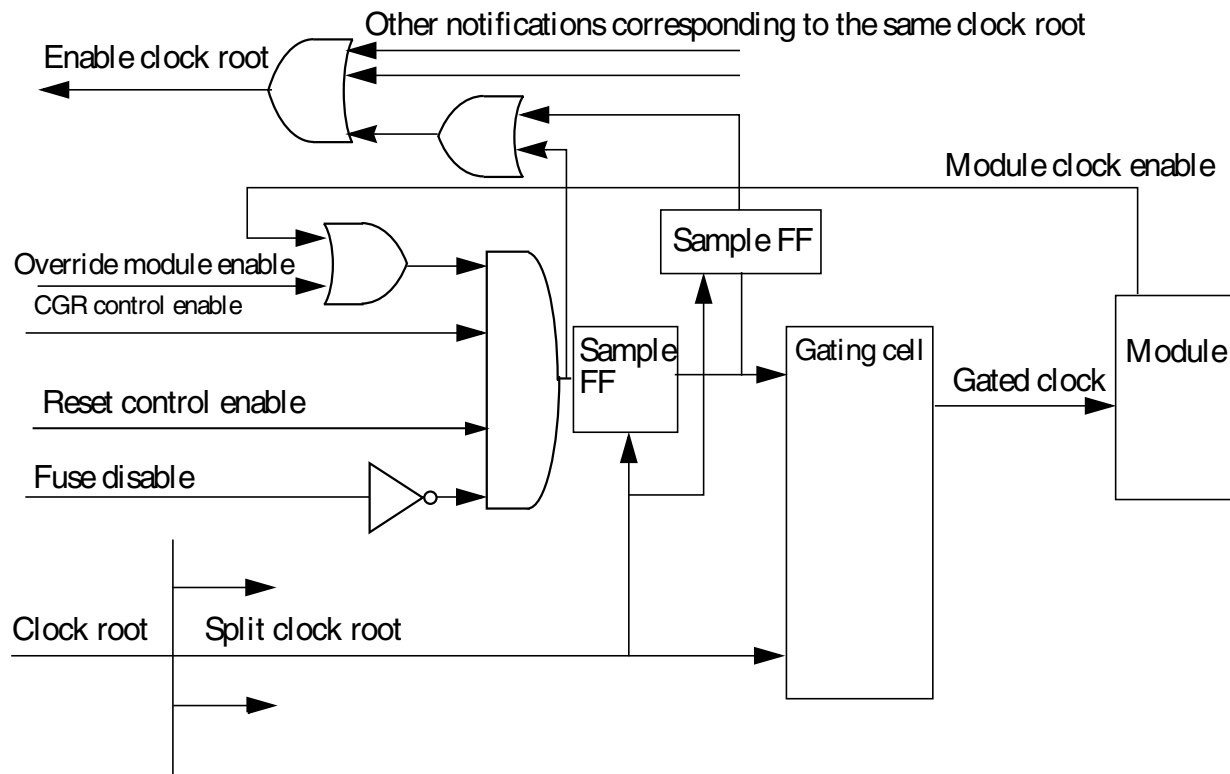 Other notifications corresponding to the same clock root
Enable clock root
Module clock enable
Sample FF
Override module enable
CGR control enable
Sample
FF
Gating cell
Module
Gated clock
Reset control enable
Fuse disable
Clock root
Split clock root